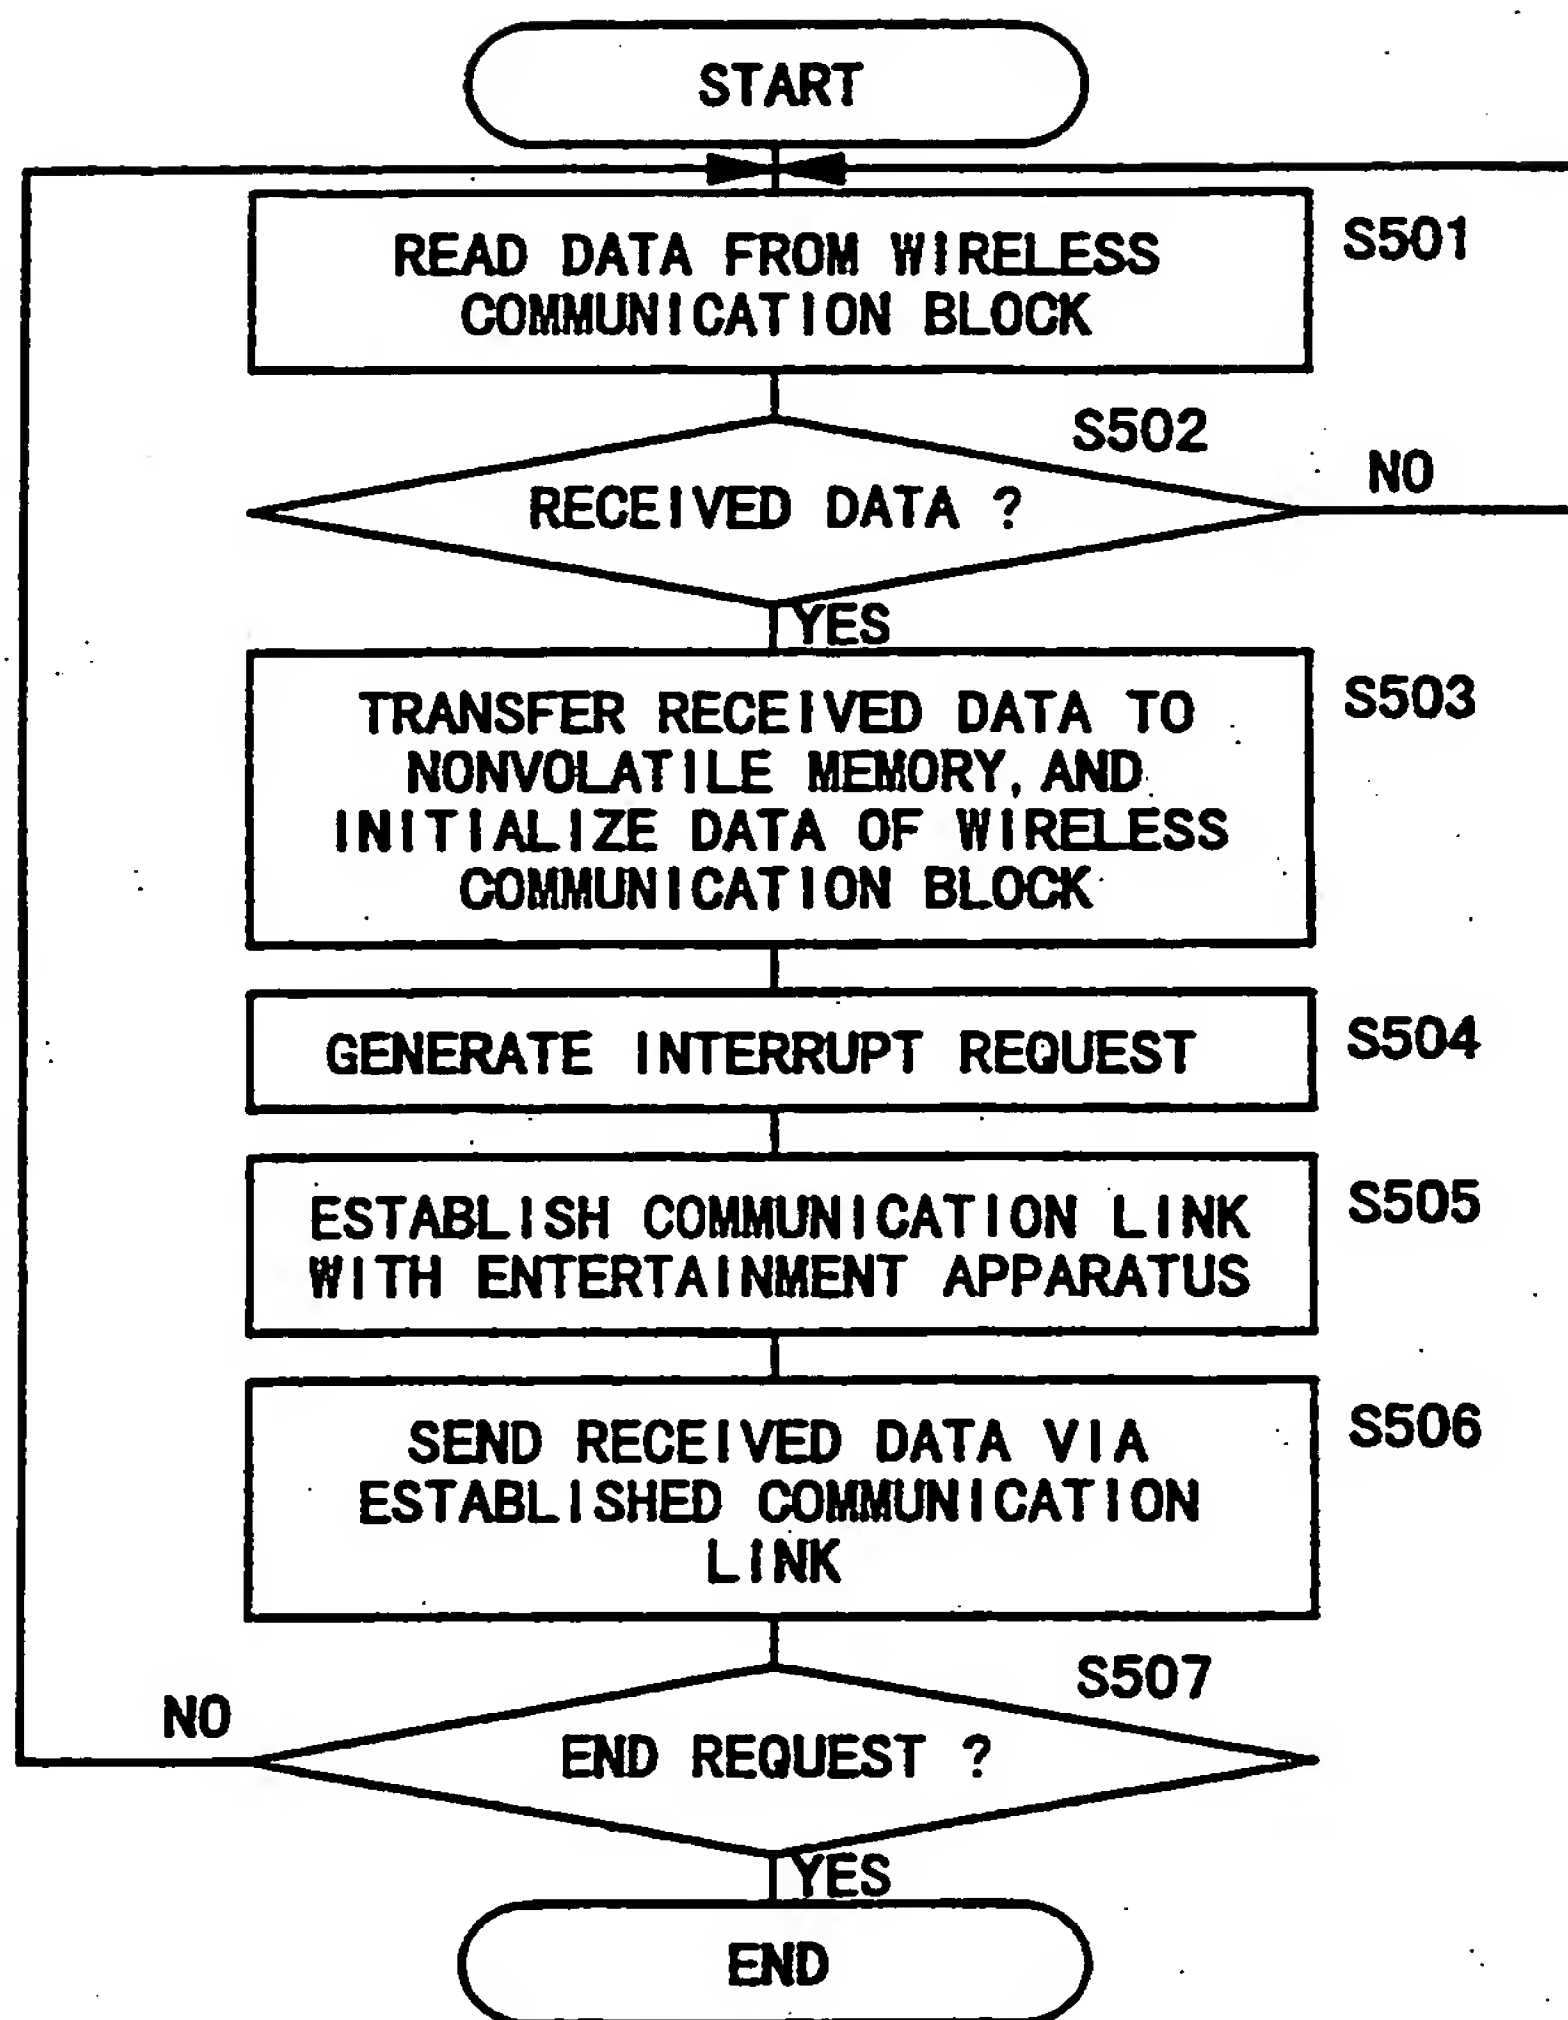 START
READ DATA FROM WIRELESS
COMMUNICATION BLOCK
S501
S502
RECEIVED DATA ?
NO
YES
TRANSFER RECEIVED DATA TO
NONVOLATILE MEMORY, AND
INITIALIZE DATA OF WIRELESS
COMMUNICATION BLOCK
S503
GENERATE INTERRUPT REQUEST
S504
ESTABLISH COMMUNICATION LINK
WITH ENTERTAINMENT APPARATUS
S505
SEND RECEIVED DATA VIA
ESTABLISHED COMMUNICATION
LINK
S506
S507
NO
END REQUEST ?
YES
END